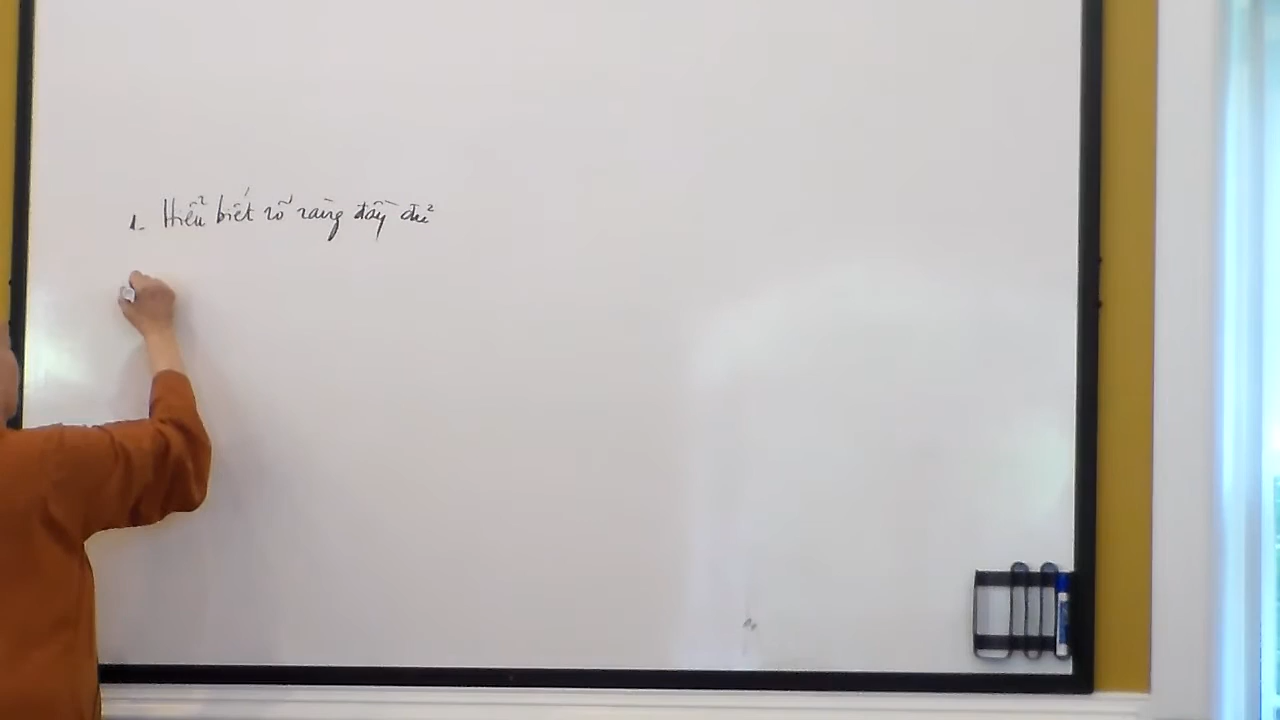 1. Hiểu biết rõ ràng đầy đủ